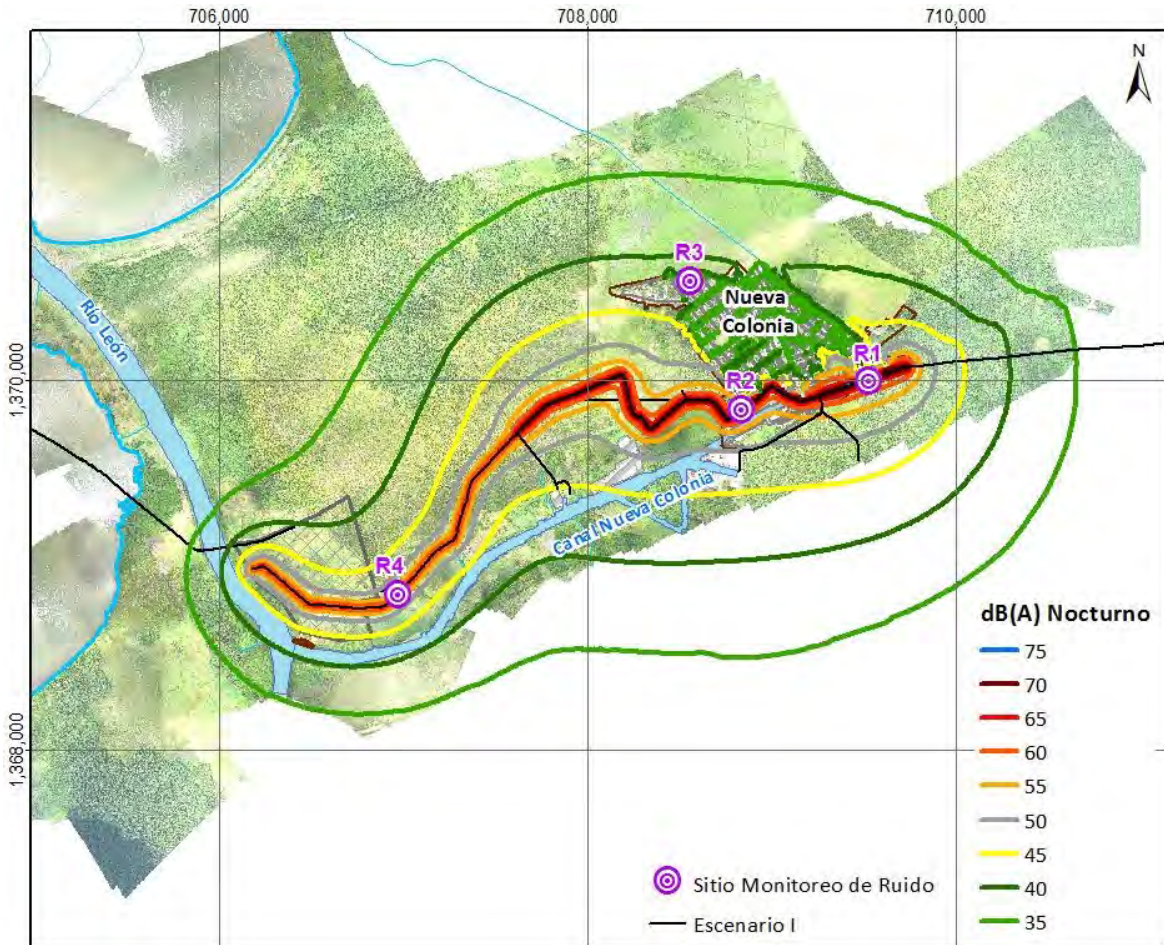 706,000
708,000
710,000
N
R3
Nueva
Colonia
Río León
R1
1,370,000
R2
Canal Nueva Colonia
R4
dB(A) Nocturno
75
70
65
60
55
50
45
40
35
1,368,000
Sitio Monitoreo de Ruido
Escenario I